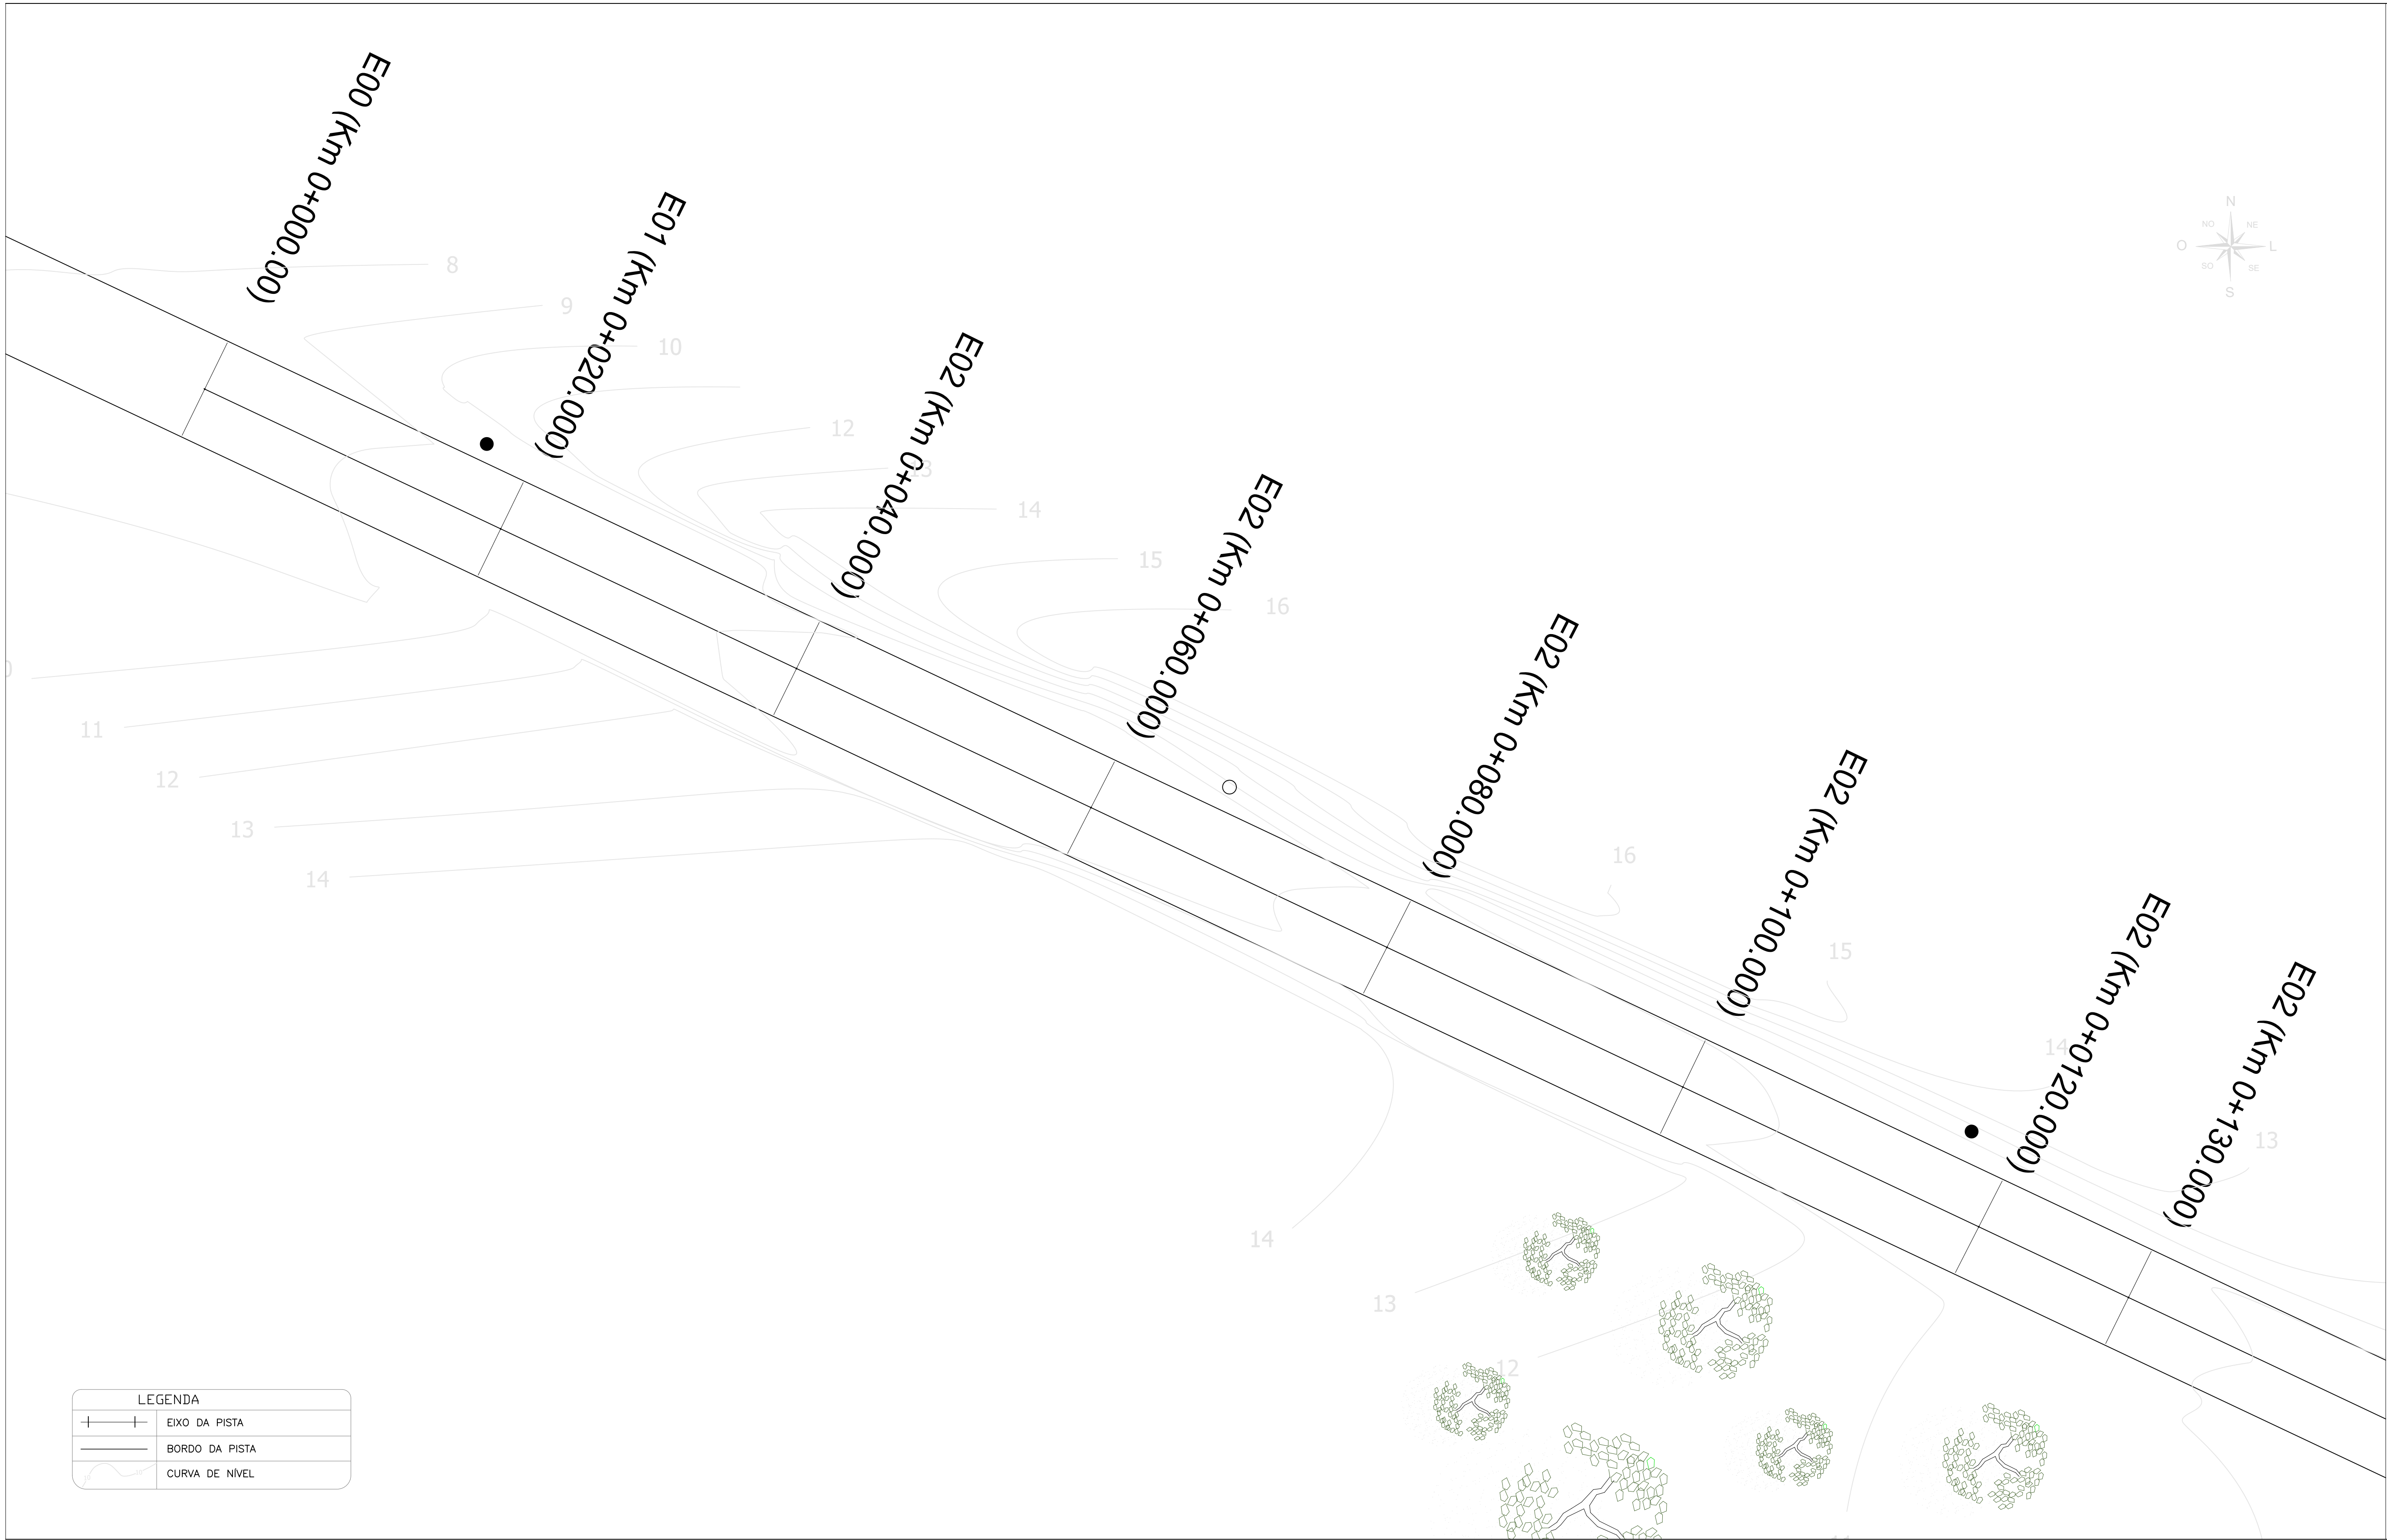 E00 (Km 0+000.00)
E01 (Km 0+020.000)
E02 (Km 0+040.000)
E02 (Km 0+060.000)
E02 (Km 0+080.000)
E02 (Km 0+100.000)
E02 (Km 0+0120.000)
E02 (Km 0+130.000)
N
NO
NE
O
L
SO
SE
S
8
9
10
12
13
14
15
16
16
15
14
13
11
12
13
14
14
13
12
LEGENDA
EIXO DA PISTA
BORDO DA PISTA
CURVA DE NÍVEL